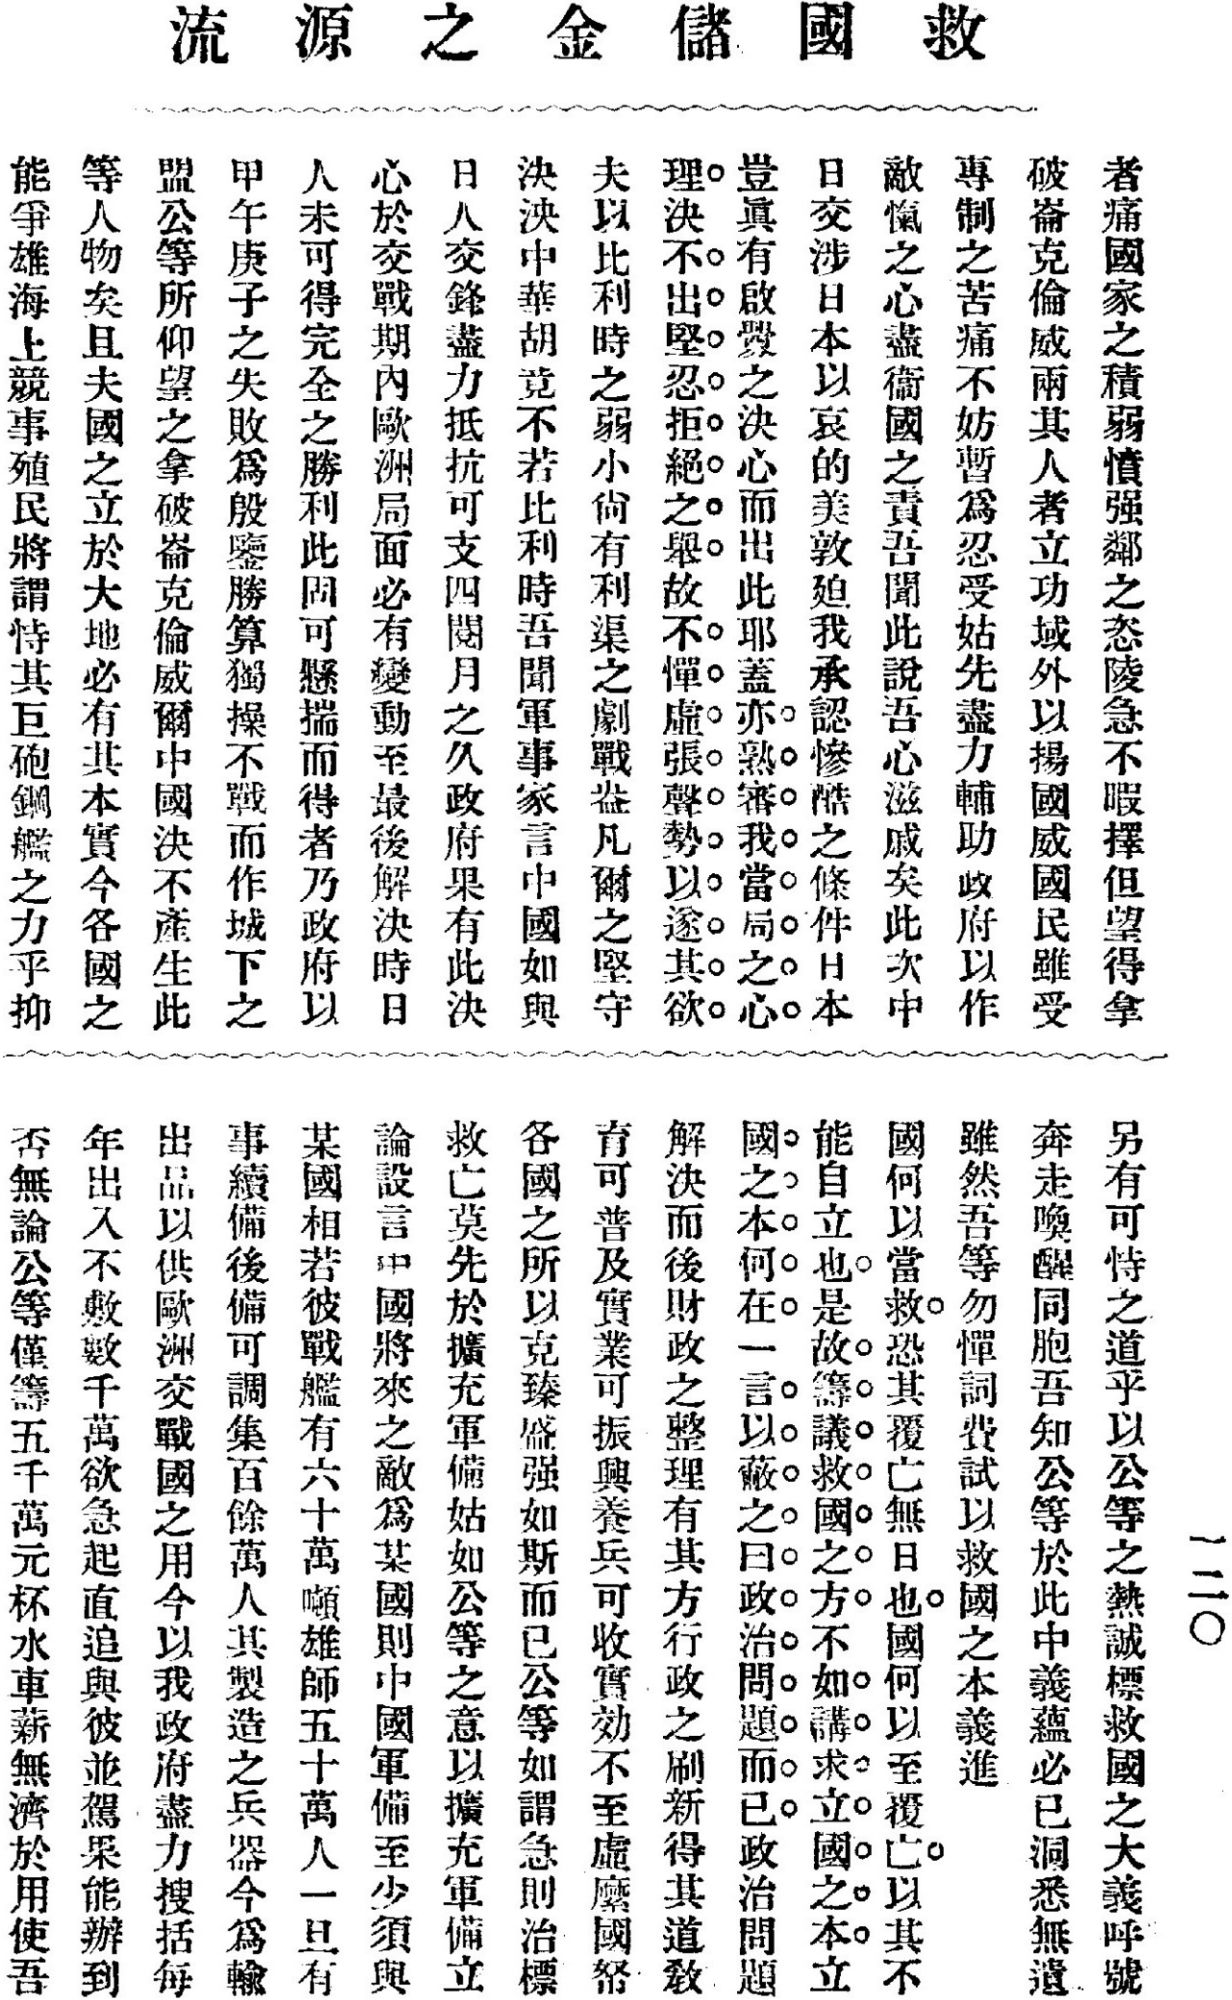 救國儲金之源流
者痛國家之積弱憤强鄰之恣陵急不暇擇但望得拿
破崙克倫威兩其人者立功域外以揚國威國民雖受
專制之苦痛不妨暫爲忍受姑先盡力輔助政府以作
敵愾之心盡衞國之責吾聞此說吾心滋戚矣此次中
日交涉日本以哀的美敦廹我承認慘酷之條件日本
豈眞有啟釁之決心而出此耶蓋亦熟審我當局之心
理決不出堅忍拒絕之舉故不憚虛張聲勢以遂其欲
夫以比利時之弱小尙有利渠之劇戰益凡爾之堅守
決決中華胡竟不若比利時吾聞軍事家言中國如與
日人交鋒盡力抵抗可支四閱月之久政府果有此決
心於交戰期內歐洲局面必有變動至最後解決時日
人未可得完全之勝利此固可懸揣而得者乃政府以
甲午庚子之失敗爲殷鑒勝算獨操不戰而作城下之
盟公等所仰望之拿破崙克倫威爾中國決不產生此
等人物矣且夫國之立於大地必有其本實今各國之
能爭雄海上競事殖民將謂恃其巨砲鋼艦之力乎抑
另有可恃之道乎以公等之熱誠標救國之大義呼號
奔走喚醒同胞吾知公等於此中義蘊必已洞悉無遺
雖然吾等勿憚詞費試以救國之本義進
國何以當救恐其覆亡無日也國何以至覆亡以其不
能自立也是故籌議救國之方不如講求立國之本立
國之本何在一言以蔽之曰政治問題而已政治問題
解決而後財政之整理有其方行政之刷新得其道敎
育可普及實業可振興養兵可收實効不至虛糜國帑
各國之所以克臻盛强如斯而已公等如謂急則治標
救亡莫先於擴充軍備姑如公等之意以擴充軍備立
論設言中國將來之敵爲某國則中國軍備至少須與
某國相若彼戰艦有六十萬噸雄師五十萬人一旦有
事續備後備可調集百餘萬人其製造之兵器今爲輸
出品以供歐洲交戰國之用今以我政府盡力搜括每
年出入不敷數千萬欲急起直追與彼並駕果能辦到
否無論公等僅籌五千萬元杯水車薪無濟於用使吾
一二〇